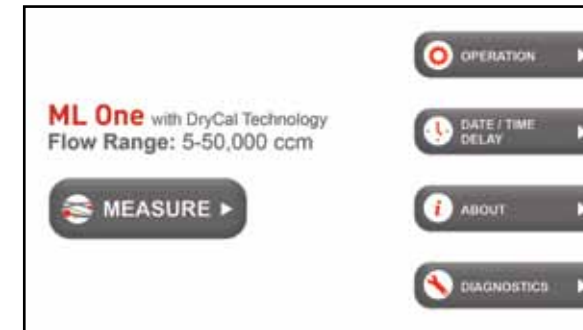 ML One with DryCal Technology
Flow Range: 5-50,000 ccm
MEASURE
OPERATION
DATE / TIME
DELAY
ABOUT
DIAGNOSTICS